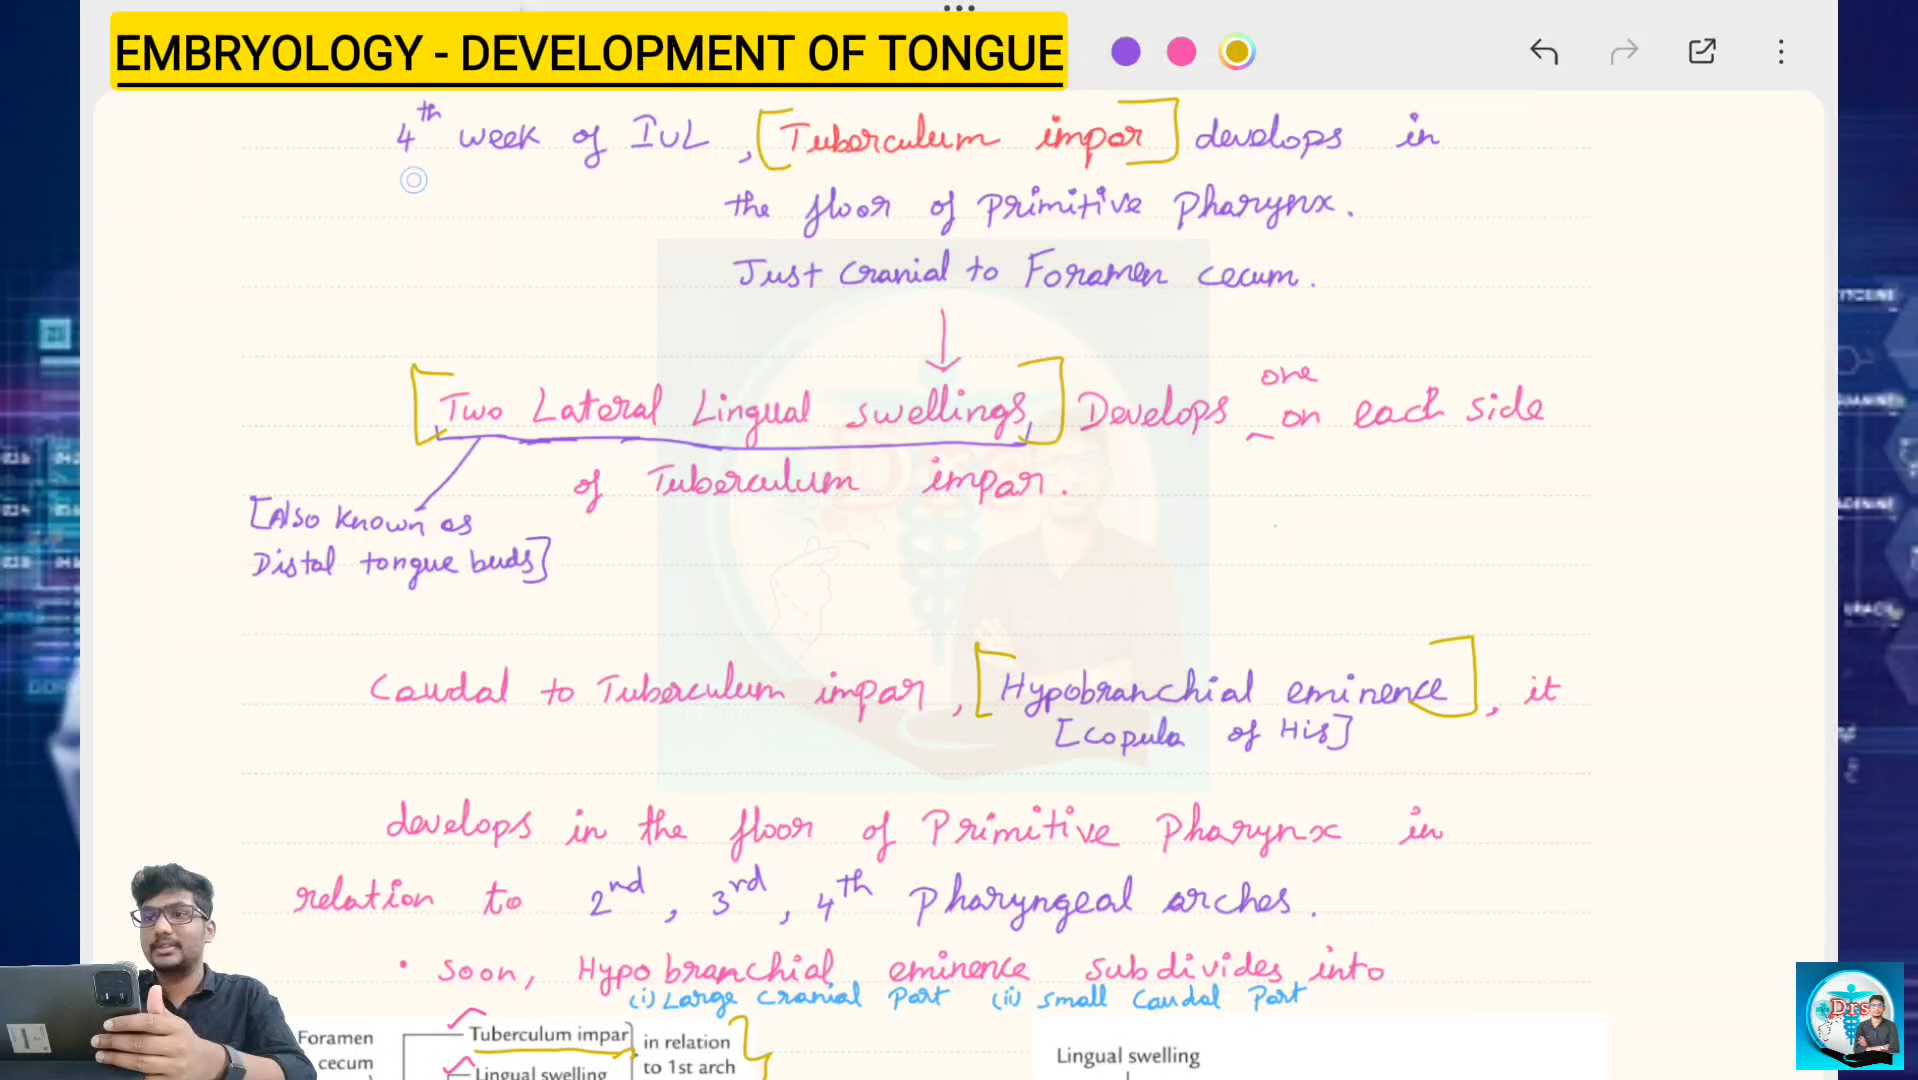 EMBRYOLOGY - DEVELOPMENT OF TONGUE
4th week of IUL, [Tuberculum impar] develops in
the floor of Primitive Pharynx.
Just cranial to Foramen cecum.
[Two Lateral Lingual swellings] Develops one on each side
of Tuberculum impar.
[Also known as
Distal tongue buds]
Caudal to Tuberculum impar, [Hypobranchial eminence], it
[copula of His]
develops in the floor of Primitive Pharynx in
relation to 2nd, 3rd, 4th Pharyngeal arches.
• Soon, Hypobranchial eminence subdivides into
(i) Large Cranial Part (ii) Small Caudal Part
Foramen
cecum
Tuberculum impar
Lingual swelling
in relation
to 1st arch
Lingual swelling
Drs
Drs